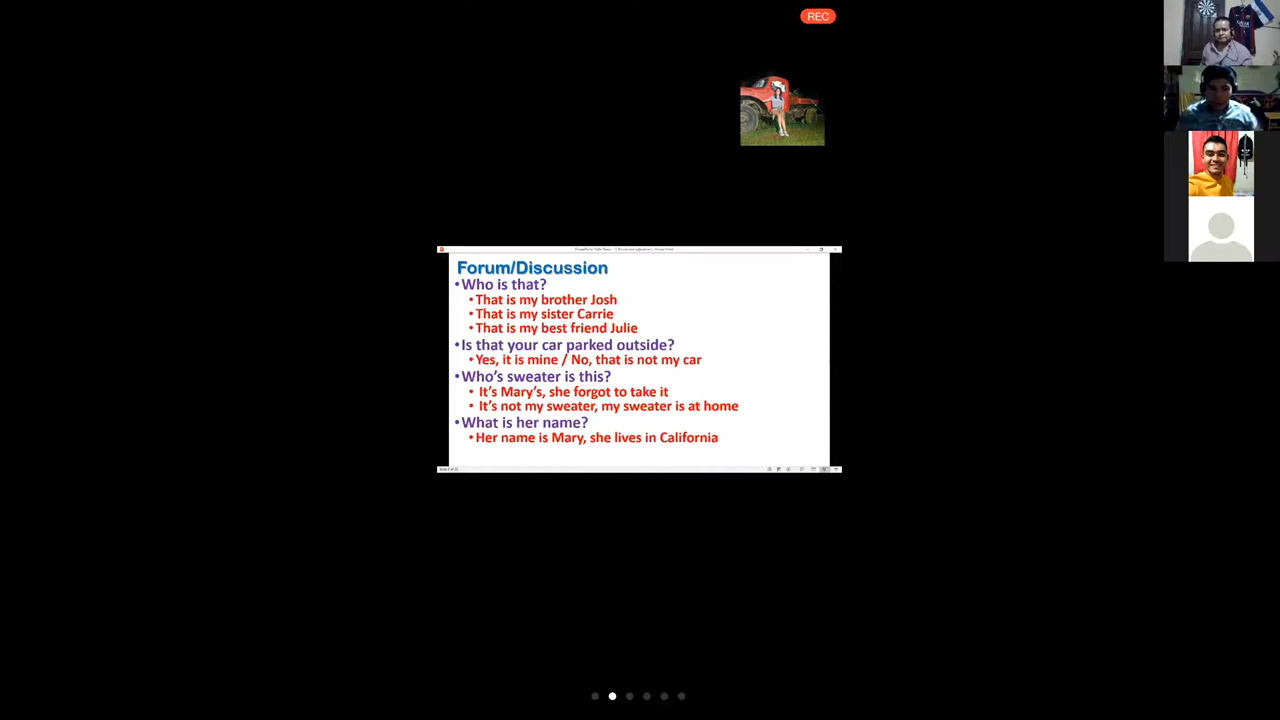 REC
Forum/Discussion
•Who is that?
•That is my brother Josh
•That is my sister Carrie
•That is my best friend Julie
•Is that your car parked outside?
•Yes, it is mine / No, that is not my car
•Who's sweater is this?
• It's Mary's, she forgot to take it
• It's not my sweater, my sweater is at home
•What is her name?
•Her name is Mary, she lives in California